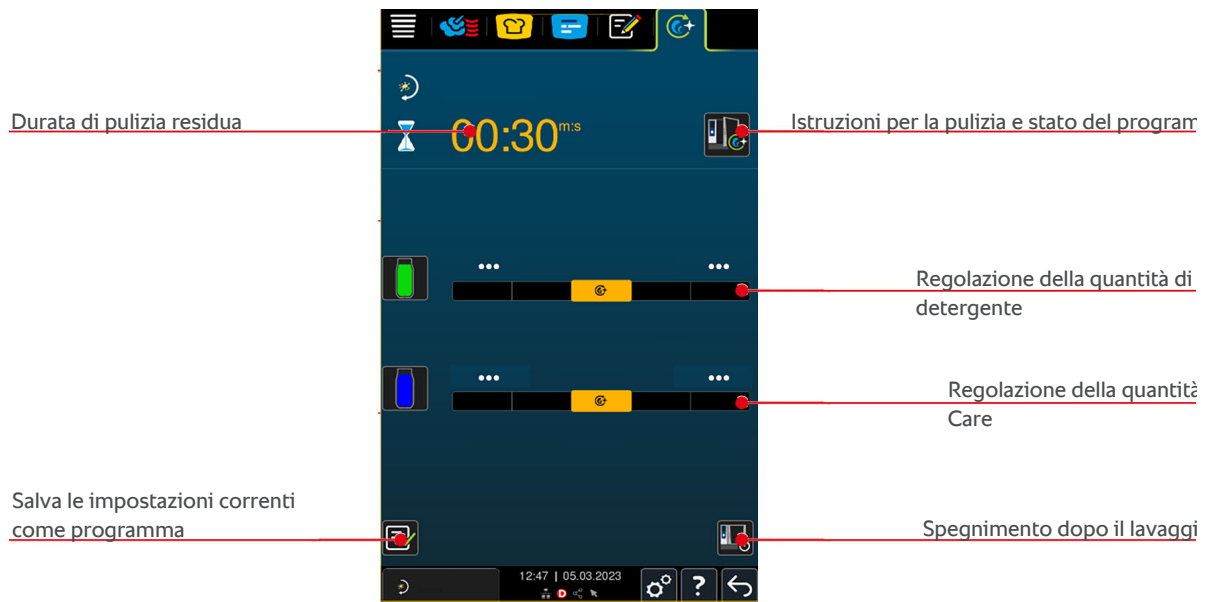 Durata di pulizia residua
00:30 m:s
Istruzioni per la pulizia e stato del program
Regolazione della quantità di
detergente
Regolazione della quantità
Care
Salva le impostazioni correnti
come programma
Spegnimento dopo il lavaggi
12:47 | 05.03.2023
D
?